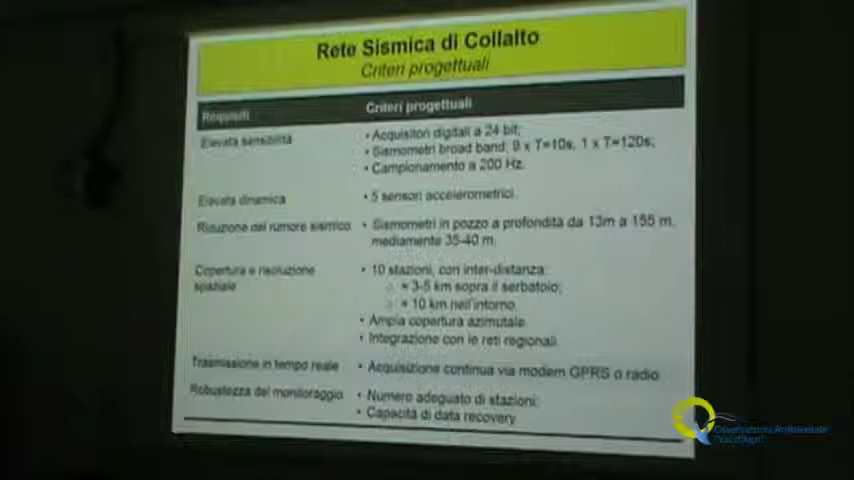 Rete Sismica di Collalto
Criteri progettuali
Requisiti
Criteri progettuali
Elevata sensibilità
• Acquisitori digitali a 24 bit;
• Sismometri broad band, 9 x T=10s, 1 x T=120s;
• Campionamento a 200 Hz.
Elevata dinamica
• 5 sensori accelerometrici.
Riduzione del rumore sismico
• Sismometri in pozzo a profondità da 13m a 155 m,
mediamente 35-40 m.
Copertura e risoluzione
spaziale
• 10 stazioni, con inter-distanza:
≈ 3-5 km sopra il serbatoio;
≈ 10 km nell'intorno.
• Ampia copertura azimutale.
• Integrazione con le reti regionali.
Trasmissione in tempo reale
• Acquisizione continua via modem GPRS o radio
Robustezza del monitoraggio
• Numero adeguato di stazioni;
• Capacità di data recovery
Osservatorio Ambientale
"Val d'Agri"